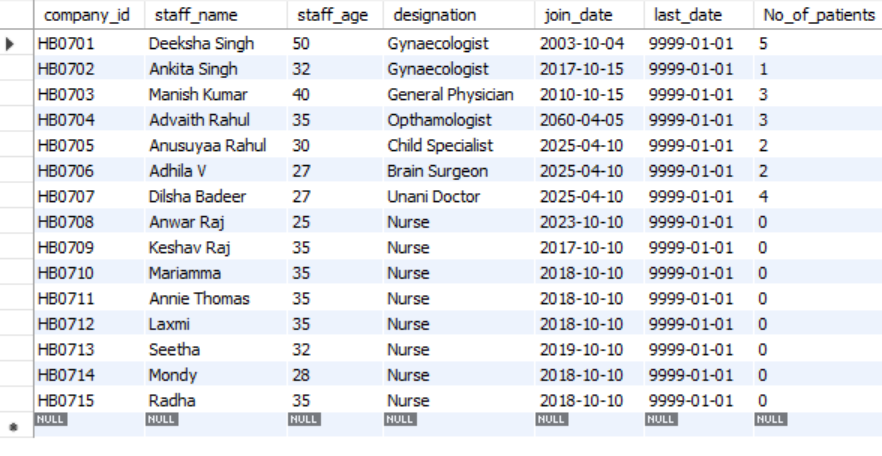 company_id staff_name staff_age designation join_date last_date No_of_patients
HB0701 Deeksha Singh 50 Gynaecologist 2003-10-04 9999-01-01 5
HB0702 Ankita Singh 32 Gynaecologist 2017-10-15 9999-01-01 1
HB0703 Manish Kumar 40 General Physician 2010-10-15 9999-01-01 3
HB0704 Advaith Rahul 35 Opthamologist 2060-04-05 9999-01-01 3
HB0705 Anusuyaa Rahul 30 Child Specialist 2025-04-10 9999-01-01 2
HB0706 Adhila V 27 Brain Surgeon 2025-04-10 9999-01-01 2
HB0707 Dilsha Badeer 27 Unani Doctor 2025-04-10 9999-01-01 4
HB0708 Anwar Raj 25 Nurse 2023-10-10 9999-01-01 0
HB0709 Keshav Raj 35 Nurse 2017-10-10 9999-01-01 0
HB0710 Mariamma 35 Nurse 2018-10-10 9999-01-01 0
HB0711 Annie Thomas 35 Nurse 2018-10-10 9999-01-01 0
HB0712 Laxmi 35 Nurse 2018-10-10 9999-01-01 0
HB0713 Seetha 32 Nurse 2019-10-10 9999-01-01 0
HB0714 Mondy 28 Nurse 2018-10-10 9999-01-01 0
HB0715 Radha 35 Nurse 2018-10-10 9999-01-01 0
NULL NULL NULL NULL NULL NULL NULL